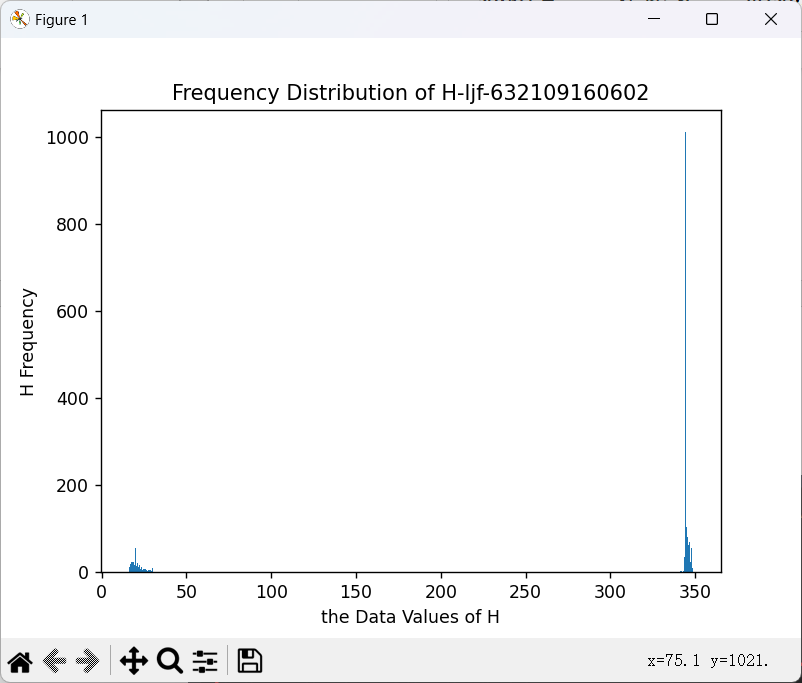 Figure 1
Frequency Distribution of H-ljf-632109160602
1000
800
600
400
200
0
H Frequency
0 50 100 150 200 250 300 350
the Data Values of H
x=75.1 y=1021.